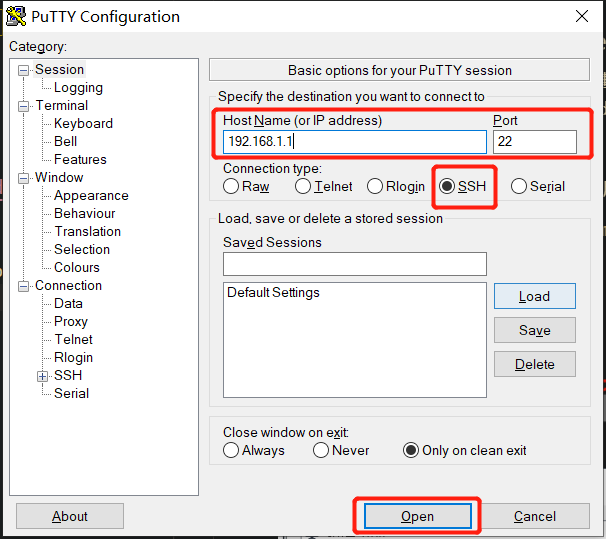 PuTTY Configuration
Category:
Session
Logging
Terminal
Keyboard
Bell
Features
Window
Appearance
Behaviour
Translation
Selection
Colours
Connection
Data
Proxy
Telnet
Rlogin
SSH
Serial
Basic options for your PuTTY session
Specify the destination you want to connect to
Host Name (or IP address) Port
192.168.1.1 22
Connection type:
Raw Telnet Rlogin SSH Serial
Load, save or delete a stored session
Saved Sessions
Default Settings
Load
Save
Delete
Close window on exit:
Always Never Only on clean exit
About Open Cancel